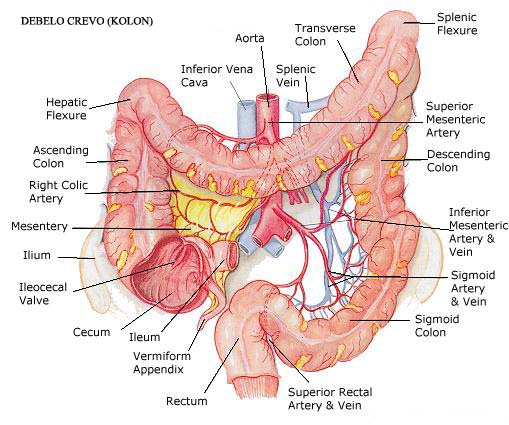 DEBELO CREVO (KOLON)
Splenic
Flexure
Transverse
Colon
Aorta
Inferior Vena
Cava
Splenic
Vein
Hepatic
Flexure
Superior
Mesenteric
Artery
Ascending
Colon
Descending
Colon
Right Colic
Artery
Mesentery
Inferior
Mesenteric
Artery &
Vein
Ilium
Ileocecal
Valve
Sigmoid
Artery
& Vein
Cecum
Ileum
Sigmoid
Colon
Vermiform
Appendix
Rectum
Superior Rectal
Artery & Vein